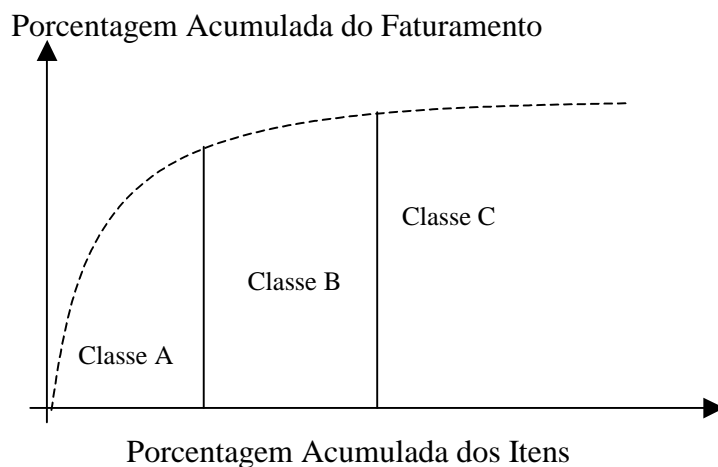 Porcentagem Acumulada do Faturamento
Classe C
Classe B
Classe A
Porcentagem Acumulada dos Itens